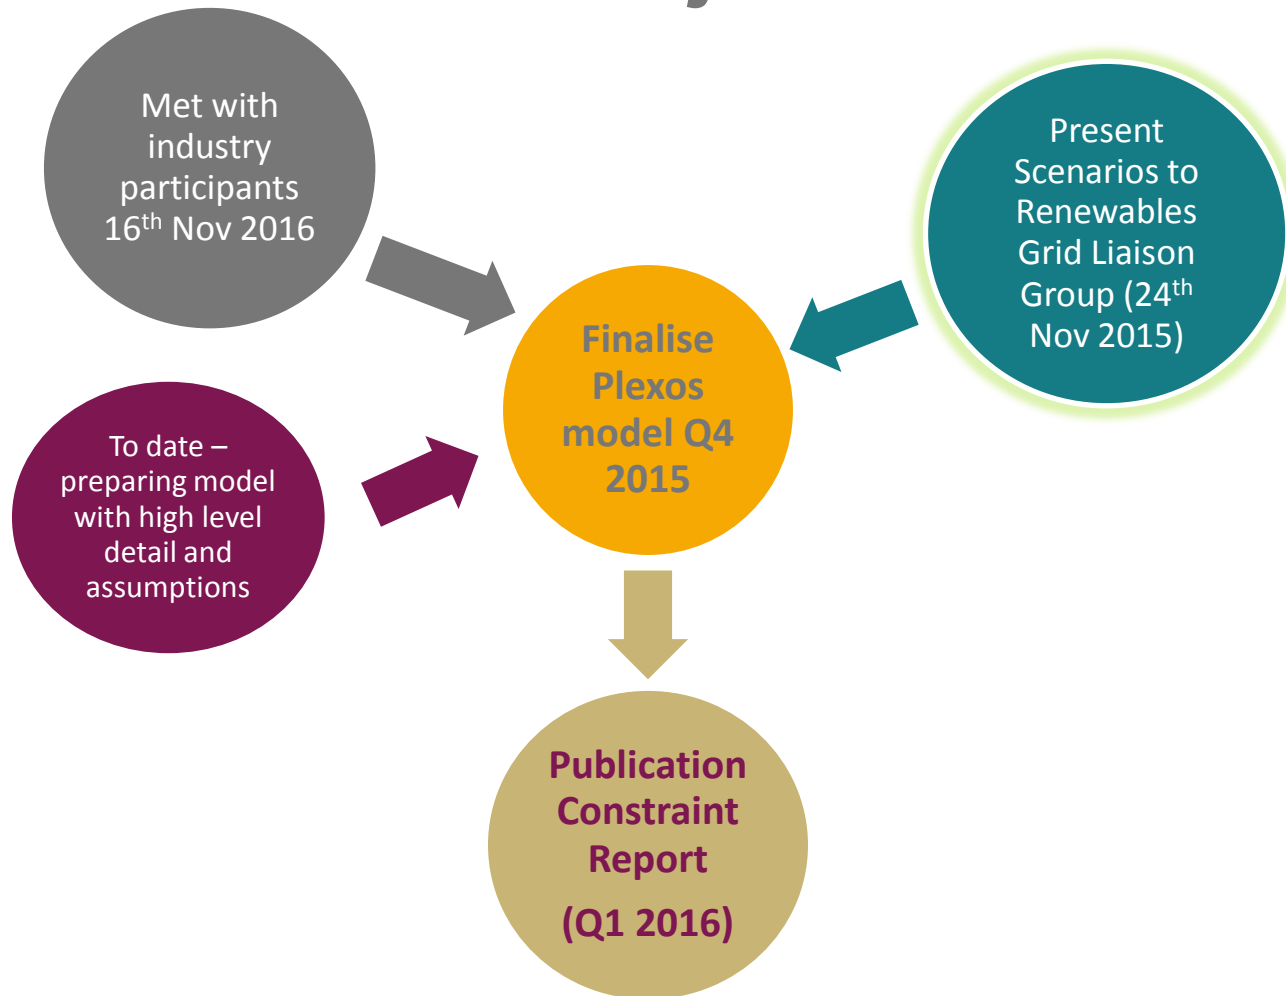 Met with
industry
participants
16th Nov 2016
Present
Scenarios to
Renewables
Grid Liaison
Group (24th
Nov 2015)
Finalise
Plexos
model Q4
2015
To date –
preparing model
with high level
detail and
assumptions
Publication
Constraint
Report
(Q1 2016)